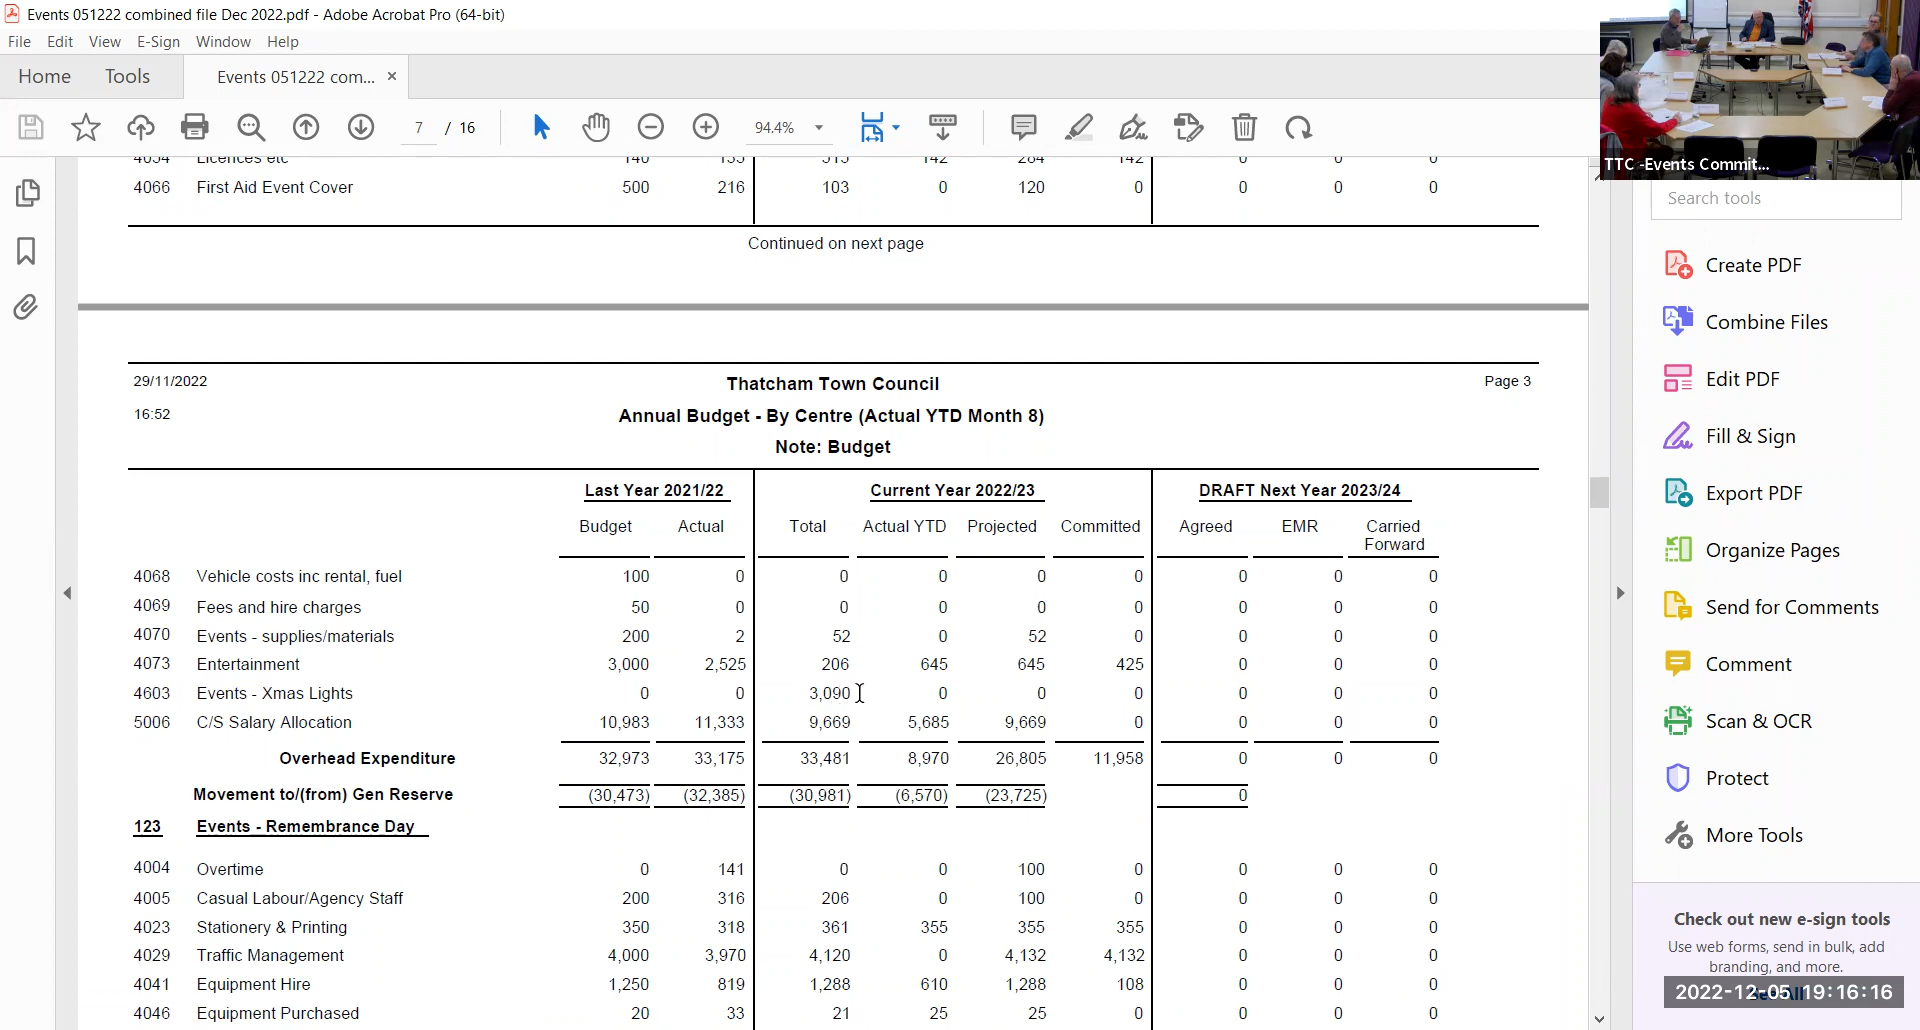 Events 051222 combined file Dec 2022.pdf - Adobe Acrobat Pro (64-bit)
File Edit View E-Sign Window Help
Home Tools Events 051222 com... ×
7 / 16 94.4%
TTC -Events Commit...
4054 Licences etc 140 135 315 142 284 142 0 0 0
4066 First Aid Event Cover 500 216 103 0 120 0 0 0 0
Continued on next page
29/11/2022 Thatcham Town Council Page 3
16:52 Annual Budget - By Centre (Actual YTD Month 8)
Note: Budget
Last Year 2021/22 Current Year 2022/23 DRAFT Next Year 2023/24
Budget Actual Total Actual YTD Projected Committed Agreed EMR Carried Forward
4068 Vehicle costs inc rental, fuel 100 0 0 0 0 0 0 0 0
4069 Fees and hire charges 50 0 0 0 0 0 0 0 0
4070 Events - supplies/materials 200 2 52 0 52 0 0 0 0
4073 Entertainment 3,000 2,525 206 645 645 425 0 0 0
4603 Events - Xmas Lights 0 0 3,090 0 0 0 0 0 0
5006 C/S Salary Allocation 10,983 11,333 9,669 5,685 9,669 0 0 0 0
Overhead Expenditure 32,973 33,175 33,481 8,970 26,805 11,958 0 0 0
Movement to/(from) Gen Reserve (30,473) (32,385) (30,981) (6,570) (23,725) 0
123 Events - Remembrance Day
4004 Overtime 0 141 0 0 100 0 0 0 0
4005 Casual Labour/Agency Staff 200 316 206 0 100 0 0 0 0
4023 Stationery & Printing 350 318 361 355 355 355 0 0 0
4029 Traffic Management 4,000 3,970 4,120 0 4,132 4,132 0 0 0
4041 Equipment Hire 1,250 819 1,288 610 1,288 108 0 0 0
4046 Equipment Purchased 20 33 21 25 25 0 0 0 0
Search tools
Create PDF
Combine Files
Edit PDF
Fill & Sign
Export PDF
Organize Pages
Send for Comments
Comment
Scan & OCR
Protect
More Tools
Check out new e-sign tools
Use web forms, send in bulk, add
branding, and more.
2022-12-05 19:16:16